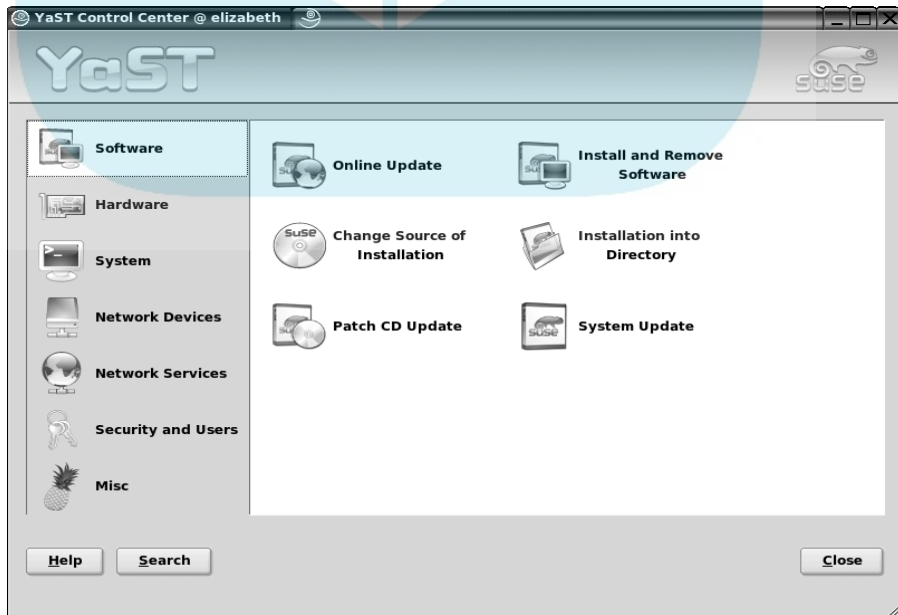 YaST Control Center @ elizabeth
YaST
SUSE
Software
Hardware
System
Network Devices
Network Services
Security and Users
Misc
Online Update
Install and Remove
Software
Change Source of
Installation
SUSE
Installation into
Directory
Patch CD Update
System Update
SUSE
Help
Search
Close